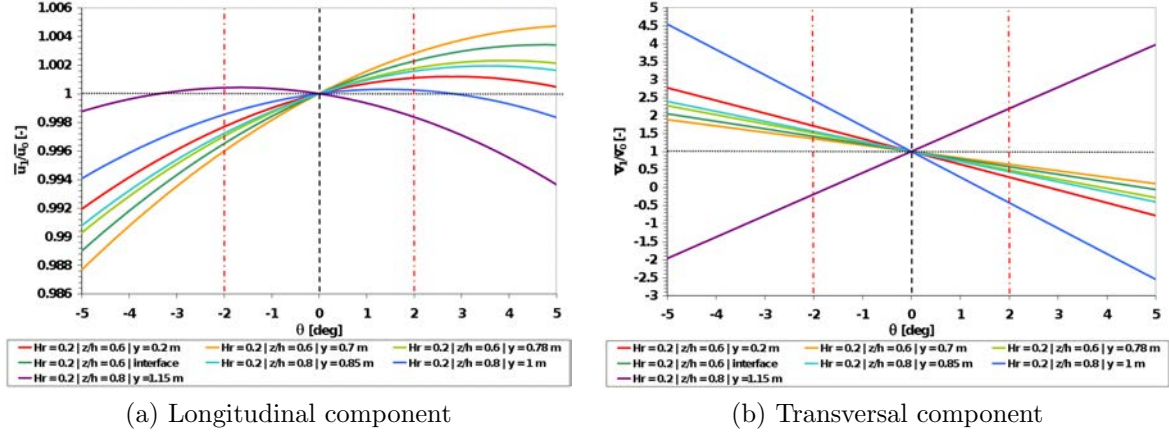 1.006
1.004
1.002
1
0.998
0.996
0.994
0.992
0.99
0.988
0.986
u̅₁/u̅₀ [-]
-5 -4 -3 -2 -1 0 1 2 3 4 5
θ [deg]
Hr = 0.2 | z/h = 0.6 | y = 0.2 m Hr = 0.2 | z/h = 0.6 | y = 0.7 m Hr = 0.2 | z/h = 0.6 | y = 0.78 m
Hr = 0.2 | z/h = 0.6 | interface Hr = 0.2 | z/h = 0.8 | y = 0.85 m Hr = 0.2 | z/h = 0.8 | y = 1 m
Hr = 0.2 | z/h = 0.8 | y =1.15 m
(a) Longitudinal component
5
4.5
4
3.5
3
2.5
2
1.5
1
0.5
0
-0.5
-1
-1.5
-2
-2.5
-3
v̅₁/v̅₀ [-]
-5 -4 -3 -2 -1 0 1 2 3 4 5
θ [deg]
Hr = 0.2 | z/h = 0.6 | y = 0.2 m Hr = 0.2 | z/h = 0.6 | y = 0.7 m Hr = 0.2 | z/h = 0.6 | y = 0.78 m
Hr = 0.2 | z/h = 0.6 | interface Hr = 0.2 | z/h = 0.8 | y = 0.85 m Hr = 0.2 | z/h = 0.8 | y = 1 m
Hr = 0.2 | z/h = 0.8 | y =1.15 m
(b) Transversal component